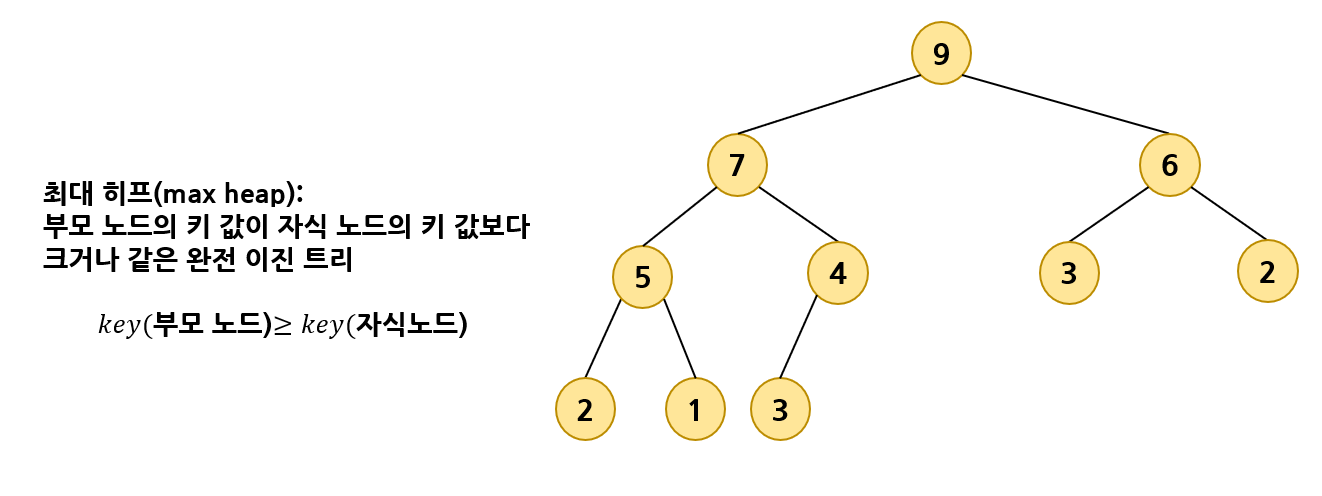 최대 히프(max heap):
부모 노드의 키 값이 자식 노드의 키 값보다
크거나 같은 완전 이진 트리
key(부모 노드)≥ key(자식노드)
9
7
6
5
4
3
2
2
1
3